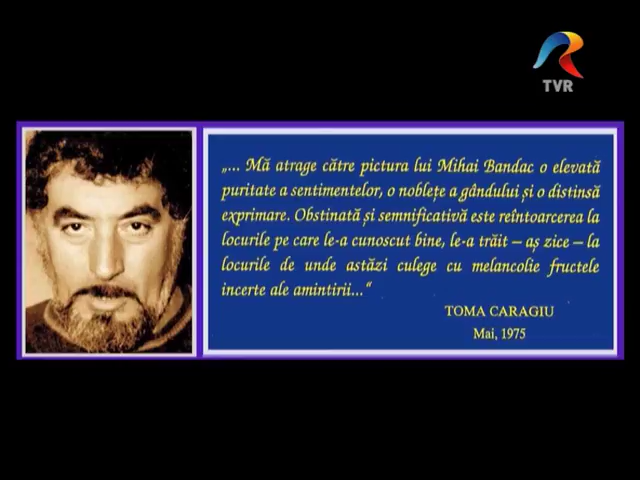 TVR
„... Mă atrage către pictura lui Mihai Bandac o elevată
puritate a sentimentelor, o noblețe a gândului și o distinsă
exprimare. Obstinată și semnificativă este reîntoarcerea la
locurile pe care le-a cunoscut bine, le-a trăit – aș zice – la
locurile de unde astăzi culege cu melancolie fructele
incerte ale amintirii...“
TOMA CARAGIU
Mai, 1975